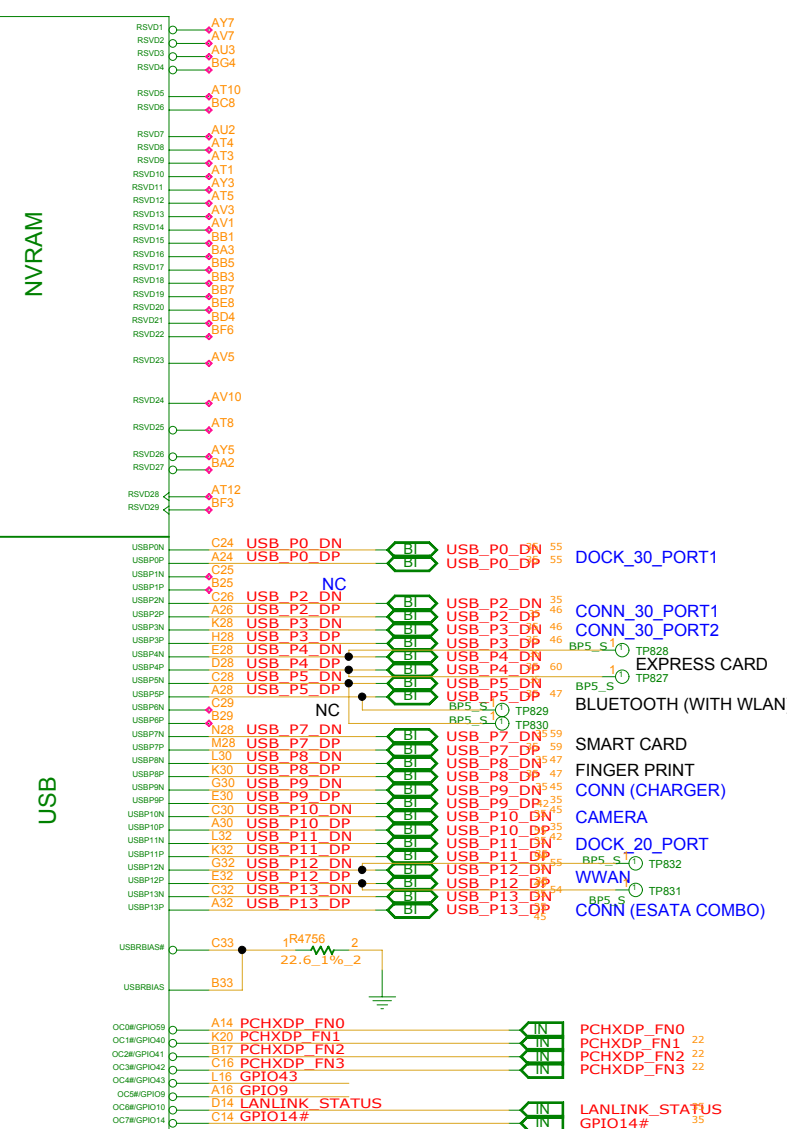 NVRAM
RSVD1 AY7
RSVD2 AV7
RSVD3 AU3
RSVD4 BG4
RSVD5 AT10
RSVD6 BC8
RSVD7 AU2
RSVD8 AT4
RSVD9 AT3
RSVD10 AT1
RSVD11 AY3
RSVD12 AT5
RSVD13 AV3
RSVD14 AV1
RSVD15 BB1
RSVD16 BA3
RSVD17 BB5
RSVD18 BB3
RSVD19 BB7
RSVD20 BE8
RSVD21 BD4
RSVD22 BF6
RSVD23 AV5
RSVD24 AV10
RSVD25 AT8
RSVD26 AY5
RSVD27 BA2
RSVD28 AT12
RSVD29 BF3
USB
USBP0N C24 USB_P0_DN BI USB_P0_DN 55
USBP0P A24 USB_P0_DP BI USB_P0_DP 55 DOCK_30_PORT1
USBP1N C25
USBP1P B25 NC
USBP2N C26 USB_P2_DN BI USB_P2_DN 35
USBP2P A26 USB_P2_DP BI USB_P2_DP 46 CONN_30_PORT1
USBP3N K28 USB_P3_DN BI USB_P3_DN 46 CONN_30_PORT2
USBP3P H28 USB_P3_DP BI USB_P3_DP 46
USBP4N E28 USB_P4_DN BI USB_P4_DN BP5_S 1 TP828
USBP4P D28 USB_P4_DP BI USB_P4_DP 60 EXPRESS CARD
USBP5N C28 USB_P5_DN BI USB_P5_DN BP5_S 1 TP827
USBP5P A28 USB_P5_DP BI USB_P5_DP 47
USBP6N C29 BP5_S 1 TP829 BLUETOOTH (WITH WLAN
USBP6P B29 NC BP5_S 1 TP830
USBP7N N28 USB_P7_DN BI USB_P7_DN 59
USBP7P M28 USB_P7_DP BI USB_P7_DP 59 SMART CARD
USBP8N L30 USB_P8_DN BI USB_P8_DN 47
USBP8P K30 USB_P8_DP BI USB_P8_DP 47 FINGER PRINT
USBP9N G30 USB_P9_DN BI USB_P9_DN 45 CONN (CHARGER)
USBP9P E30 USB_P9_DP BI USB_P9_DP 35
USBP10N C30 USB_P10_DN BI USB_P10_DN 45 CAMERA
USBP10P A30 USB_P10_DP BI USB_P10_DP 35
USBP11N L32 USB_P11_DN BI USB_P11_DN 42 DOCK_20_PORT
USBP11P K32 USB_P11_DP BI USB_P11_DP
USBP12N G32 USB_P12_DN BI USB_P12_DN 55 BP5_S 1 TP832
USBP12P E32 USB_P12_DP BI USB_P12_DP WWAN
USBP13N C32 USB_P13_DN BI USB_P13_DN 54 BP5_S 1 TP831
USBP13P A32 USB_P13_DP BI USB_P13_DP 45 CONN (ESATA COMBO)
USBRBIAS# C33 1 R4756 2
22.6_1%_2
USBRBIAS B33
OC0#/GPIO59 A14 PCHXDP_FN0 IN PCHXDP_FN0
OC1#/GPIO40 K20 PCHXDP_FN1 IN PCHXDP_FN1 22
OC2#/GPIO41 B17 PCHXDP_FN2 IN PCHXDP_FN2 22
OC3#/GPIO42 C16 PCHXDP_FN3 IN PCHXDP_FN3 22
OC4#/GPIO43 L16 GPIO43
OC5#/GPIO9 A16 GPIO9
OC6#/GPIO10 D14 LANLINK_STATUS IN LANLINK_STATUS
OC7#/GPIO14 C14 GPIO14# IN GPIO14# 35